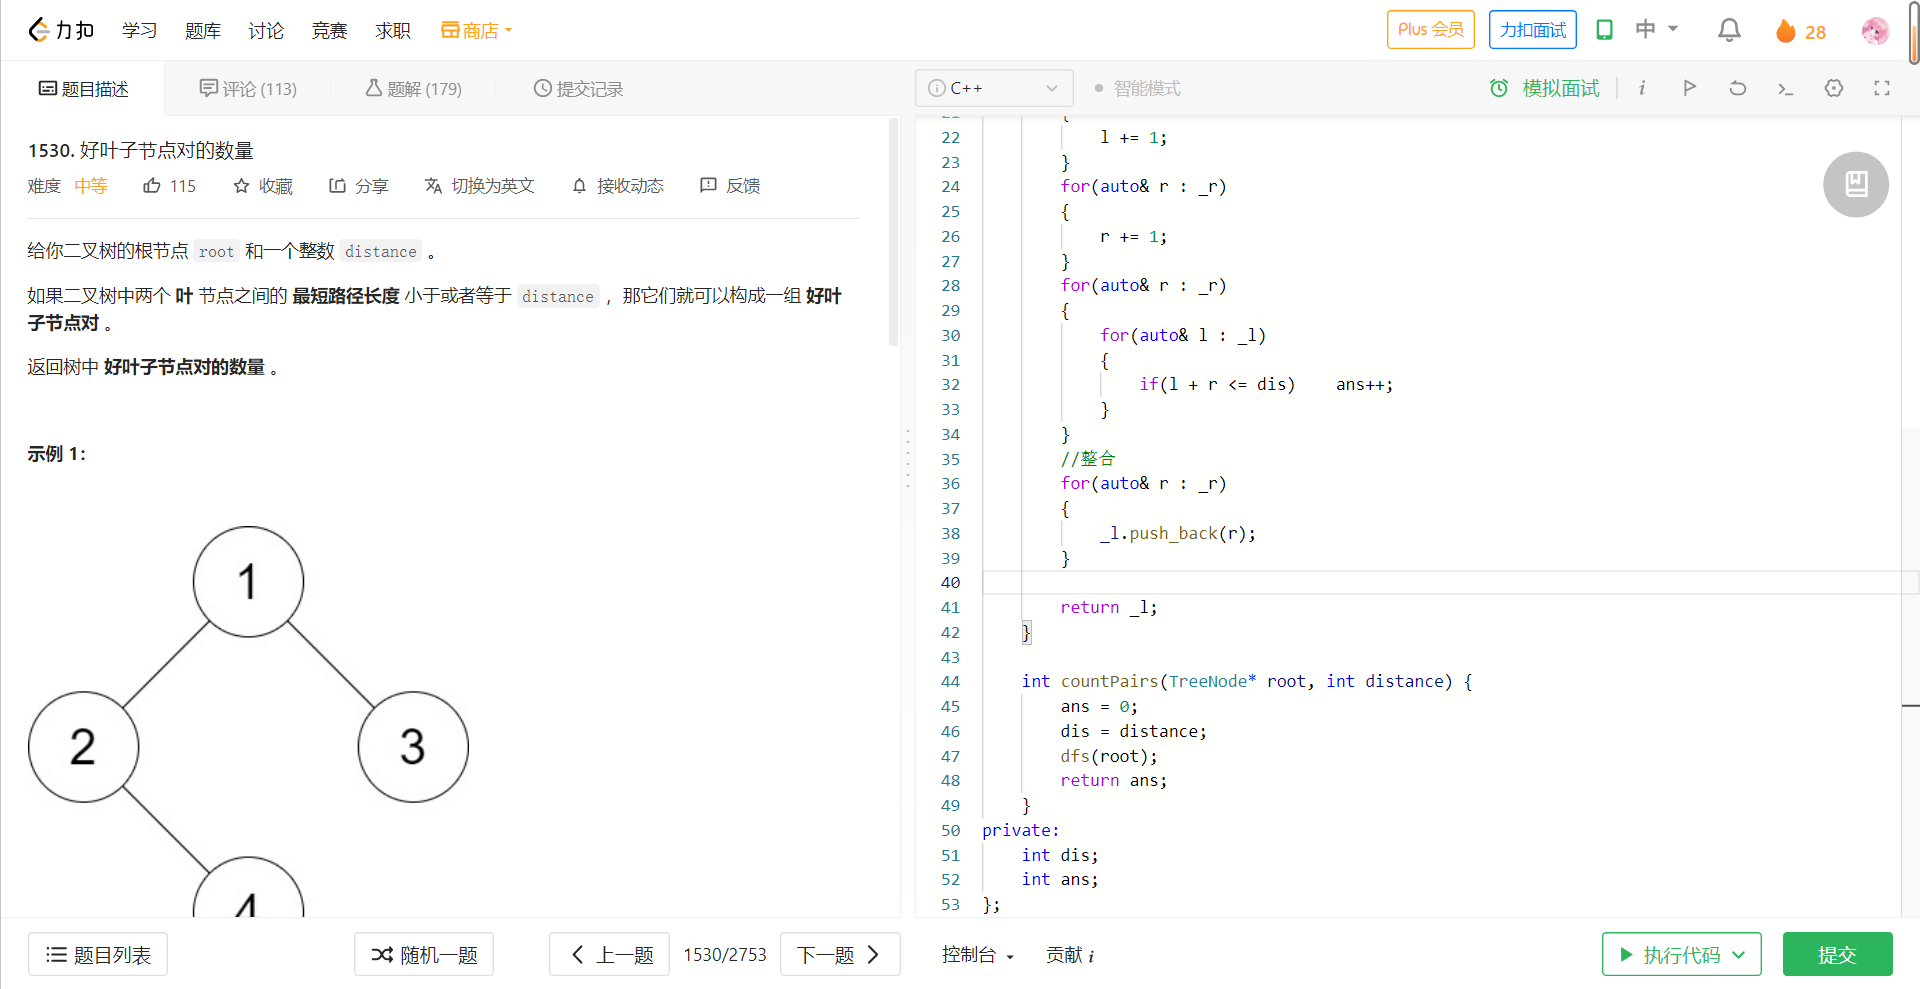 力扣 学习 题库 讨论 竞赛 求职 商店 Plus 会员 力扣面试 中 28
题目描述 评论 (113) 题解 (179) 提交记录
1530. 好叶子节点对的数量
难度 中等 115 收藏 分享 切换为英文 接收动态 反馈
给你二叉树的根节点 root 和一个整数 distance 。
如果二叉树中两个 叶 节点之间的 最短路径长度 小于或者等于 distance ，那它们就可以构成一组 好叶
子节点对 。
返回树中 好叶子节点对的数量 。
示例 1：
1
2 3
4
题目列表 随机一题 上一题 1530/2753 下一题
i C++ 智能模式 模拟面试 i
21 {
22 l += 1;
23 }
24 for(auto& r : _r)
25 {
26 r += 1;
27 }
28 for(auto& r : _r)
29 {
30 for(auto& l : _l)
31 {
32 if(l + r <= dis)    ans++;
33 }
34 }
35 //整合
36 for(auto& r : _r)
37 {
38 _l.push_back(r);
39 }
40
41 return _l;
42 }
43
44 int countPairs(TreeNode* root, int distance) {
45 ans = 0;
46 dis = distance;
47 dfs(root);
48 return ans;
49 }
50 private:
51 int dis;
52 int ans;
53 };
控制台 贡献 i 执行代码 提交